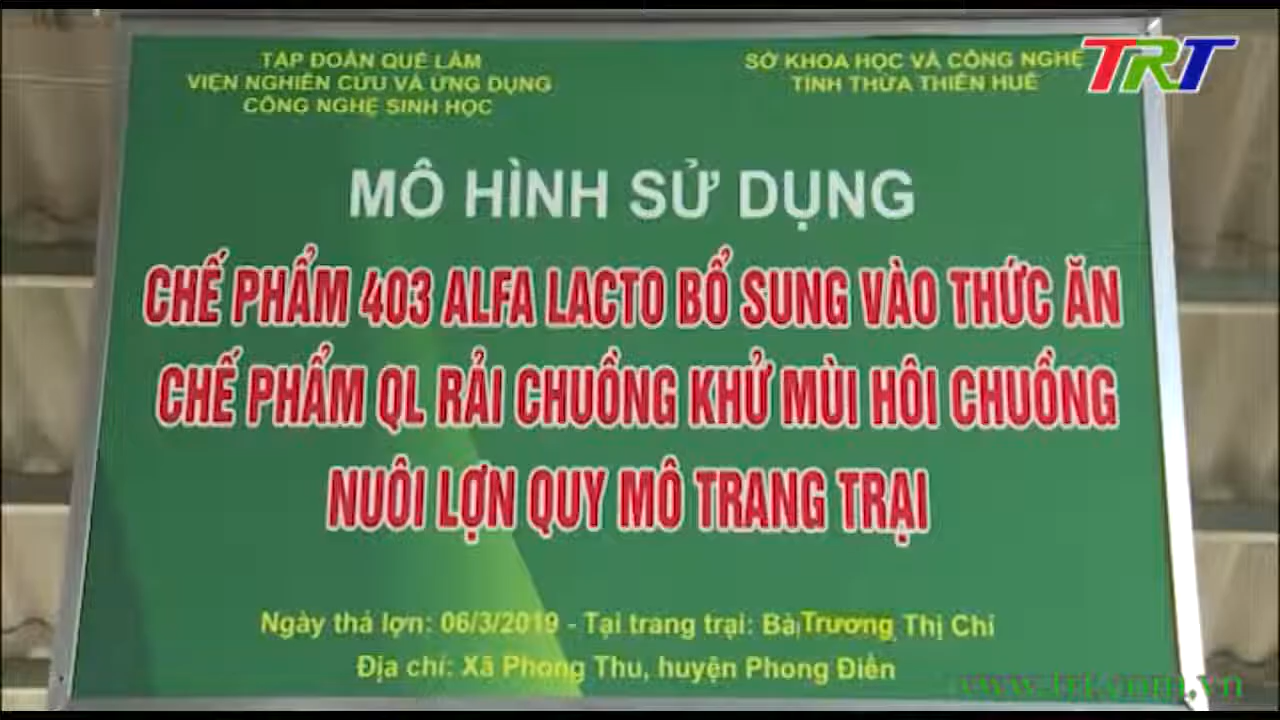 TẬP ĐOÀN QUẾ LÂM
VIỆN NGHIÊN CỨU VÀ ỨNG DỤNG
CÔNG NGHỆ SINH HỌC
SỞ KHOA HỌC VÀ CÔNG NGHỆ
TỈNH THỪA THIÊN HUẾ
TRT
MÔ HÌNH SỬ DỤNG
CHẾ PHẨM 403 ALFA LACTO BỔ SUNG VÀO THỨC ĂN
CHẾ PHẨM QL RẢI CHUỒNG KHỬ MÙI HÔI CHUỒNG
NUÔI LỢN QUY MÔ TRANG TRẠI
Ngày thả lợn: 06/3/2019 - Tại trang trại: Bà Trương Thị Chí
Địa chỉ: Xã Phong Thu, huyện Phong Điền